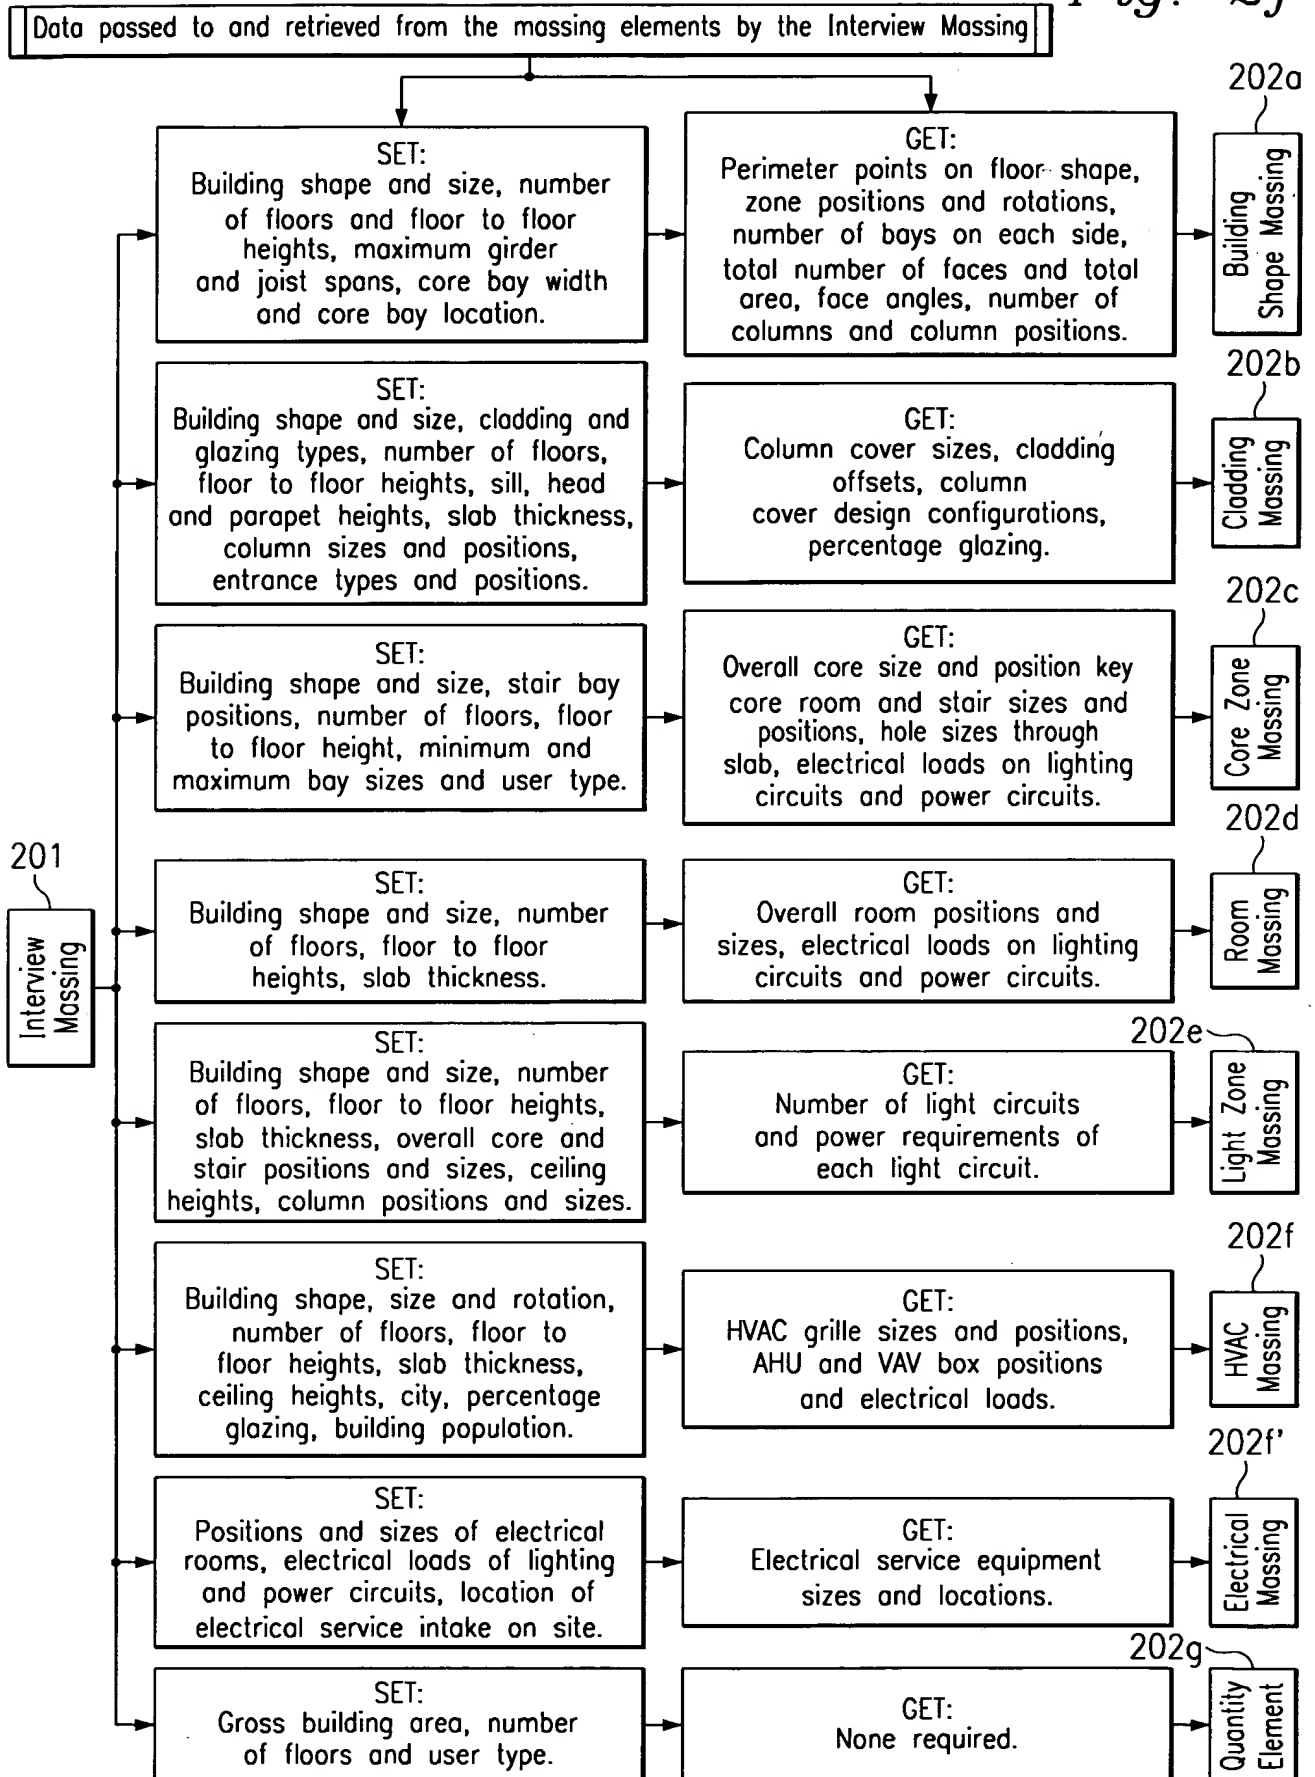 Fig. 2f
Data passed to and retrieved from the massing elements by the Interview Massing
202a
SET:
Building shape and size, number
of floors and floor to floor
heights, maximum girder
and joist spans, core bay width
and core bay location.
GET:
Perimeter points on floor shape,
zone positions and rotations,
number of bays on each side,
total number of faces and total
area, face angles, number of
columns and column positions.
Building
Shape Massing
202b
SET:
Building shape and size, cladding and
glazing types, number of floors,
floor to floor heights, sill, head
and parapet heights, slab thickness,
column sizes and positions,
entrance types and positions.
GET:
Column cover sizes, cladding
offsets, column
cover design configurations,
percentage glazing.
Cladding
Massing
202c
SET:
Building shape and size, stair bay
positions, number of floors, floor
to floor height, minimum and
maximum bay sizes and user type.
GET:
Overall core size and position key
core room and stair sizes and
positions, hole sizes through
slab, electrical loads on lighting
circuits and power circuits.
Core Zone
Massing
202d
201
Interview
Massing
SET:
Building shape and size, number
of floors, floor to floor
heights, slab thickness.
GET:
Overall room positions and
sizes, electrical loads on lighting
circuits and power circuits.
Room
Massing
202e
SET:
Building shape and size, number
of floors, floor to floor heights,
slab thickness, overall core and
stair positions and sizes, ceiling
heights, column positions and sizes.
GET:
Number of light circuits
and power requirements of
each light circuit.
Light Zone
Massing
202f
SET:
Building shape, size and rotation,
number of floors, floor to
floor heights, slab thickness,
ceiling heights, city, percentage
glazing, building population.
GET:
HVAC grille sizes and positions,
AHU and VAV box positions
and electrical loads.
HVAC
Massing
202f'
SET:
Positions and sizes of electrical
rooms, electrical loads of lighting
and power circuits, location of
electrical service intake on site.
GET:
Electrical service equipment
sizes and locations.
Electrical
Massing
202g
SET:
Gross building area, number
of floors and user type.
GET:
None required.
Quantity
Element